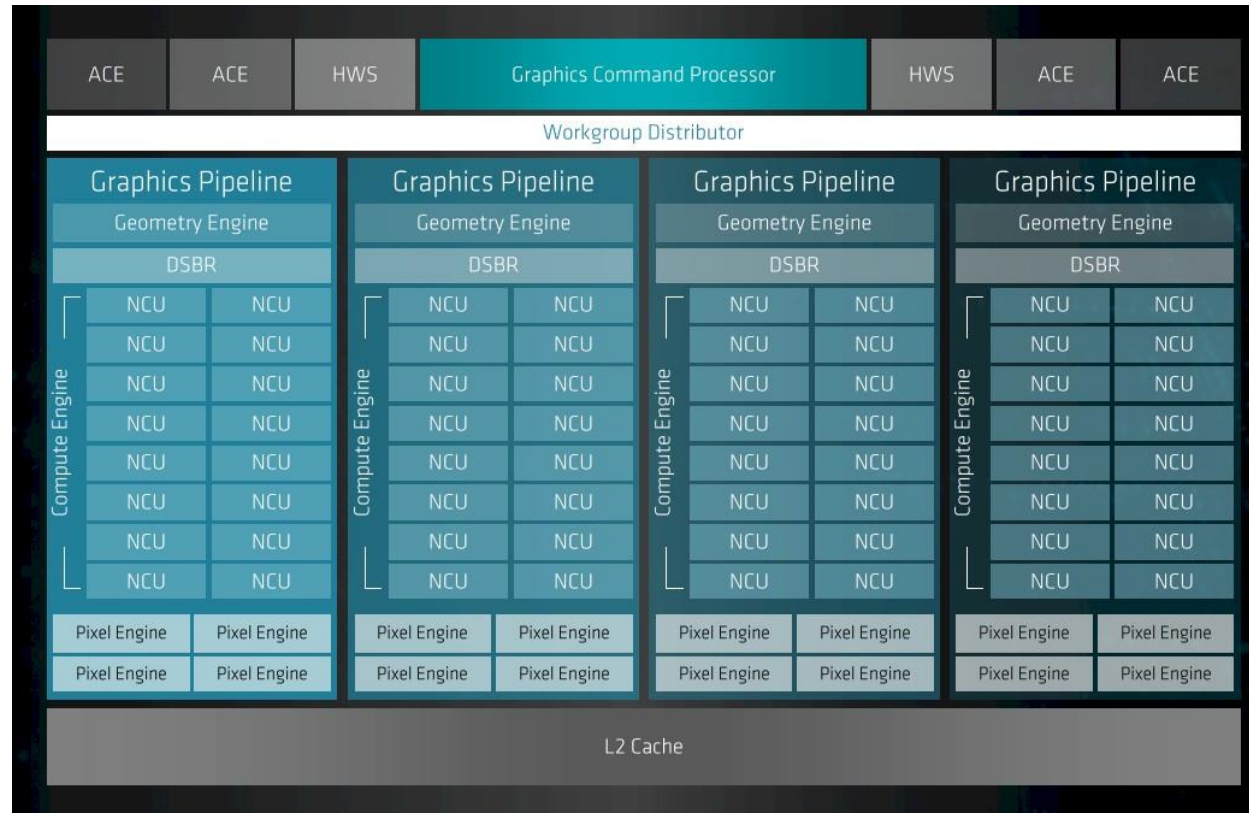 ACE ACE HWS Graphics Command Processor HWS ACE ACE
Workgroup Distributor
Graphics Pipeline Graphics Pipeline Graphics Pipeline Graphics Pipeline
Geometry Engine Geometry Engine Geometry Engine Geometry Engine
DSBR DSBR DSBR DSBR
Compute Engine Compute Engine Compute Engine Compute Engine
NCU NCU NCU NCU NCU NCU NCU NCU
NCU NCU NCU NCU NCU NCU NCU NCU
NCU NCU NCU NCU NCU NCU NCU NCU
NCU NCU NCU NCU NCU NCU NCU NCU
NCU NCU NCU NCU NCU NCU NCU NCU
NCU NCU NCU NCU NCU NCU NCU NCU
NCU NCU NCU NCU NCU NCU NCU NCU
NCU NCU NCU NCU NCU NCU NCU NCU
Pixel Engine Pixel Engine Pixel Engine Pixel Engine Pixel Engine Pixel Engine Pixel Engine Pixel Engine
Pixel Engine Pixel Engine Pixel Engine Pixel Engine Pixel Engine Pixel Engine Pixel Engine Pixel Engine
L2 Cache